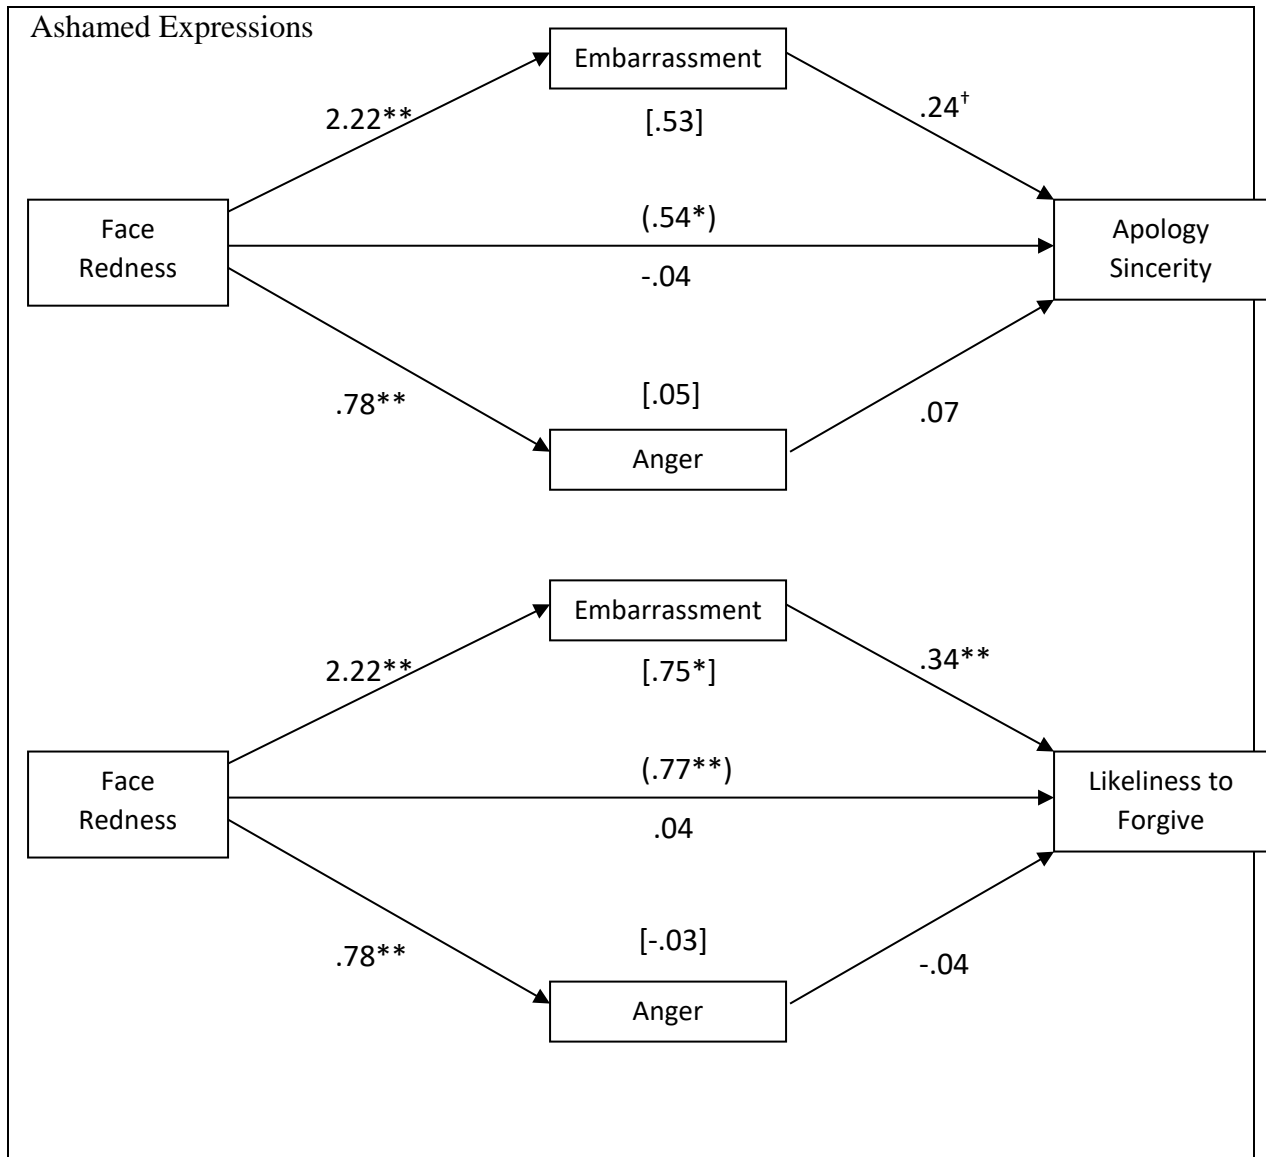 Ashamed Expressions
Embarrassment
2.22**
[.53]
.24†
Face
Redness
(.54*)
-.04
Apology
Sincerity
.78**
[.05]
.07
Anger
Embarrassment
2.22**
[.75*]
.34**
Face
Redness
(.77**)
.04
Likeliness to
Forgive
.78**
[-.03]
-.04
Anger